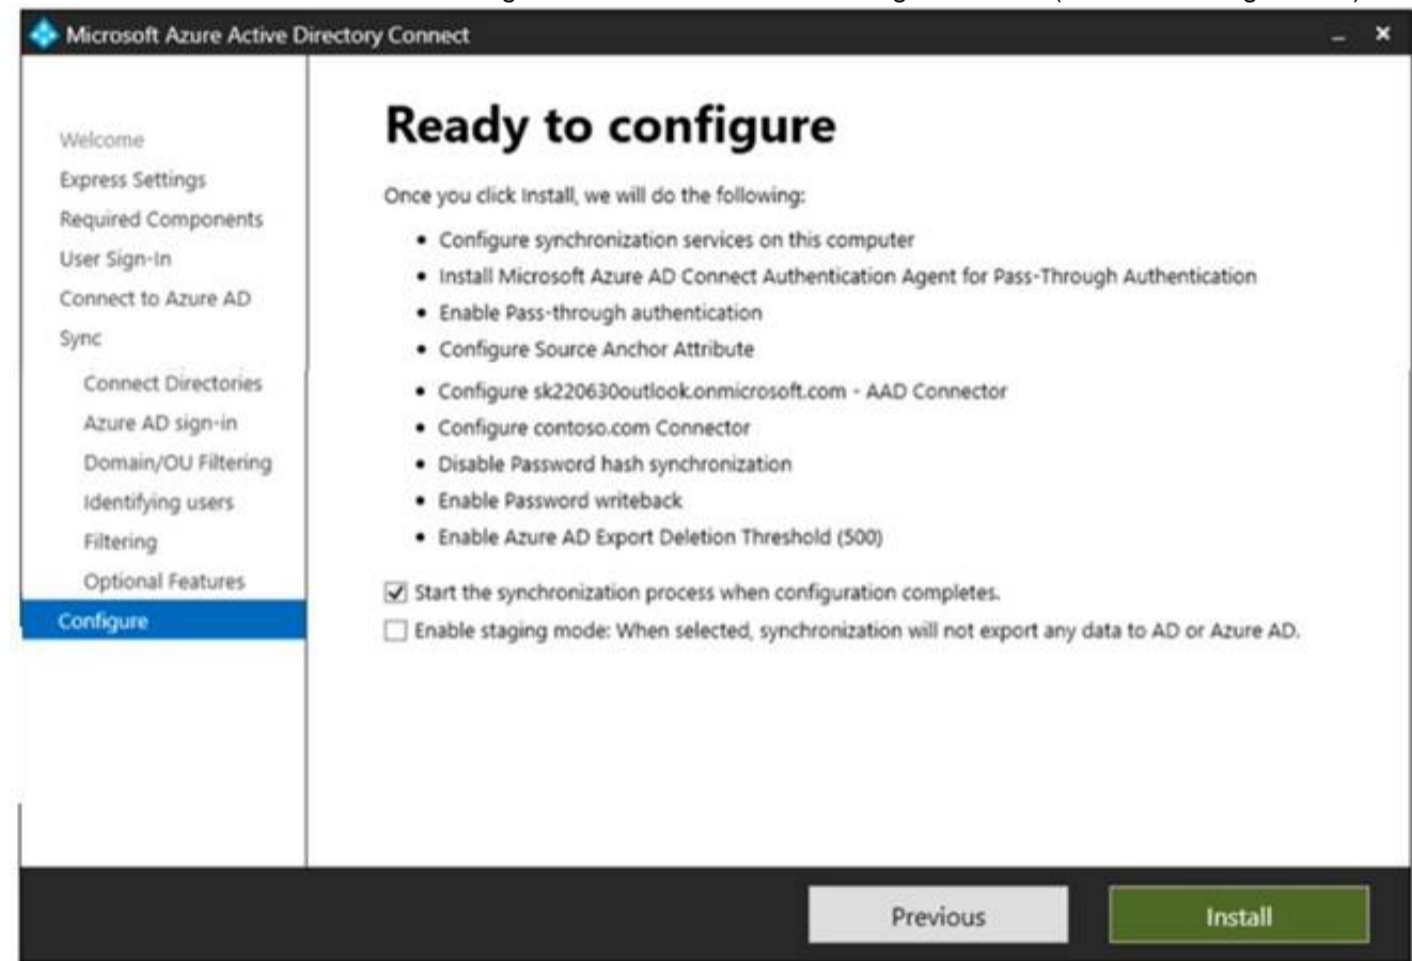 Microsoft Azure Active Directory Connect
Welcome
Express Settings
Required Components
User Sign-In
Connect to Azure AD
Sync
Connect Directories
Azure AD sign-in
Domain/OU Filtering
Identifying users
Filtering
Optional Features
Configure
Ready to configure
Once you click Install, we will do the following:
• Configure synchronization services on this computer
• Install Microsoft Azure AD Connect Authentication Agent for Pass-Through Authentication
• Enable Pass-through authentication
• Configure Source Anchor Attribute
• Configure sk220630outlook.onmicrosoft.com - AAD Connector
• Configure contoso.com Connector
• Disable Password hash synchronization
• Enable Password writeback
• Enable Azure AD Export Deletion Threshold (500)
Start the synchronization process when configuration completes.
Enable staging mode: When selected, synchronization will not export any data to AD or Azure AD.
Previous
Install